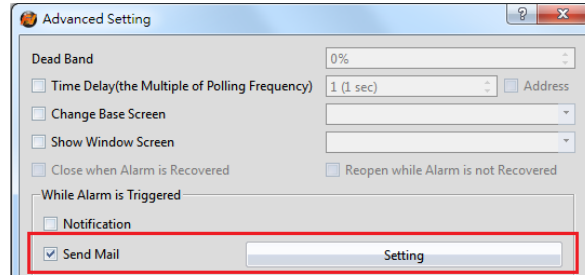 Advanced Setting
Dead Band 0%
Time Delay(the Multiple of Polling Frequency) 1 (1 sec) Address
Change Base Screen
Show Window Screen
Close when Alarm is Recovered Reopen while Alarm is not Recovered
While Alarm is Triggered
Notification
Send Mail Setting